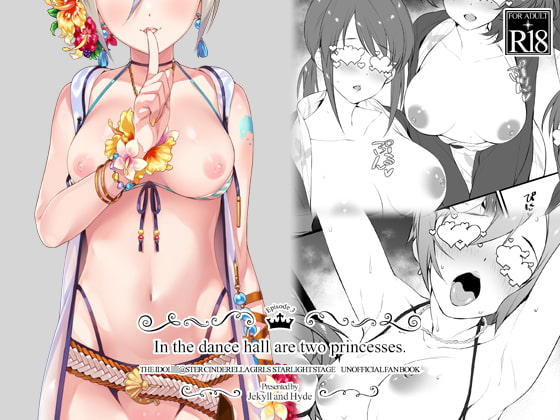 FOR ADULT
R18
Episode 3
In the dance hall are two princesses.
THE IDOL @STER CINDERELLA GIRLS STARLIGHT STAGE UNOFFICIAL FAN BOOK
Presented by
Jekyll and Hyde